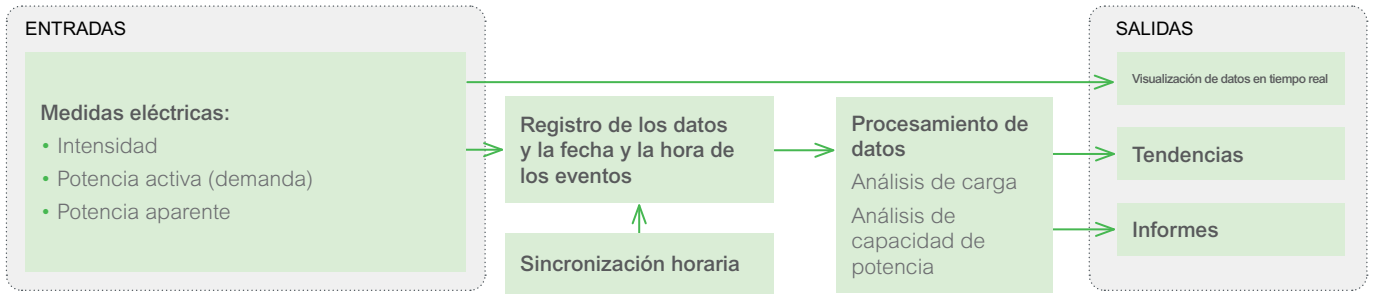 ENTRADAS
Medidas eléctricas:
• Intensidad
• Potencia activa (demanda)
• Potencia aparente
Registro de los datos
y la fecha y la hora de
los eventos
Sincronización horaria
Procesamiento de
datos
Análisis de carga
Análisis de
capacidad de
potencia
SALIDAS
Visualización de datos en tiempo real
Tendencias
Informes